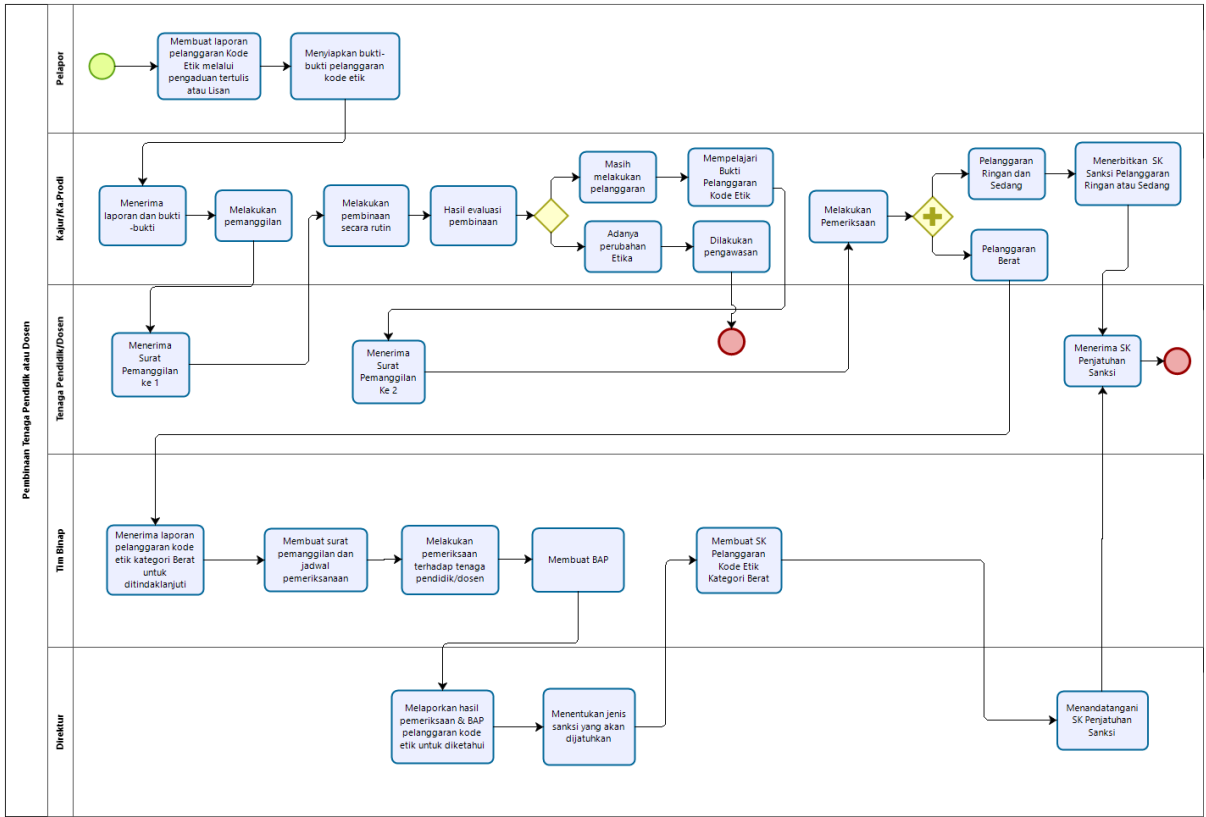 Pembinaan Tenaga Pendidik atau Dosen
Pelapor
Membuat laporan
pelanggaran Kode
Etik melalui
pengaduan tertulis
atau Lisan
Menyiapkan bukti-
bukti pelanggaran
kode etik
Kajur/Ka.Prodi
Menerima
laporan dan bukti
-bukti
Melakukan
pemanggilan
Melakukan
pembinaan
secara rutin
Hasil evaluasi
pembinaan
Masih
melakukan
pelanggaran
Mempelajari
Bukti
Pelanggaran
Kode Etik
Adanya
perubahan
Etika
Dilakukan
pengawasan
Melakukan
Pemeriksaan
Pelanggaran
Ringan dan
Sedang
Menerbitkan SK
Sanksi Pelanggaran
Ringan atau Sedang
Pelanggaran
Berat
Tenaga Pendidik/Dosen
Menerima
Surat
Pemanggilan
ke 1
Menerima
Surat
Pemanggilan
Ke 2
Menerima SK
Penjatuhan
Sanksi
Tim Binap
Menerima laporan
pelanggaran kode
etik kategori Berat
untuk
ditindaklanjuti
Membuat surat
pemanggilan dan
jadwal
pemeriksanaan
Melakukan
pemeriksaan
terhadap tenaga
pendidik/dosen
Membuat BAP
Membuat SK
Pelanggaran
Kode Etik
Kategori Berat
Direktur
Melaporkan hasil
pemeriksaan & BAP
pelanggaran kode
etik untuk diketahui
Menentukan jenis
sanksi yang akan
dijatuhkan
Menandatangani
SK Penjatuhan
Sanksi